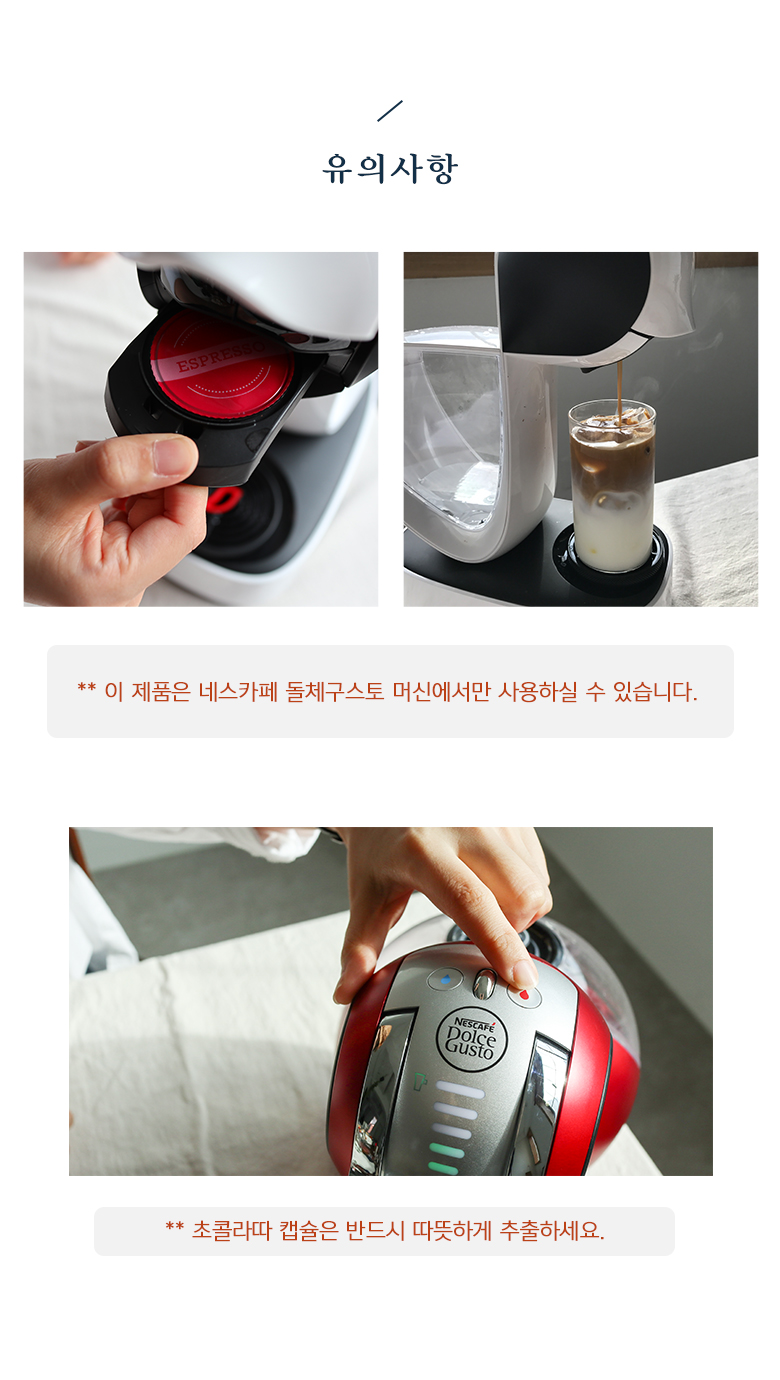 유의사항
ESPRESSO
** 이 제품은 네스카페 돌체구스토 머신에서만 사용하실 수 있습니다.
NESCAFÉ
Dolce
Gusto
** 초콜라따 캡슐은 반드시 따뜻하게 추출하세요.